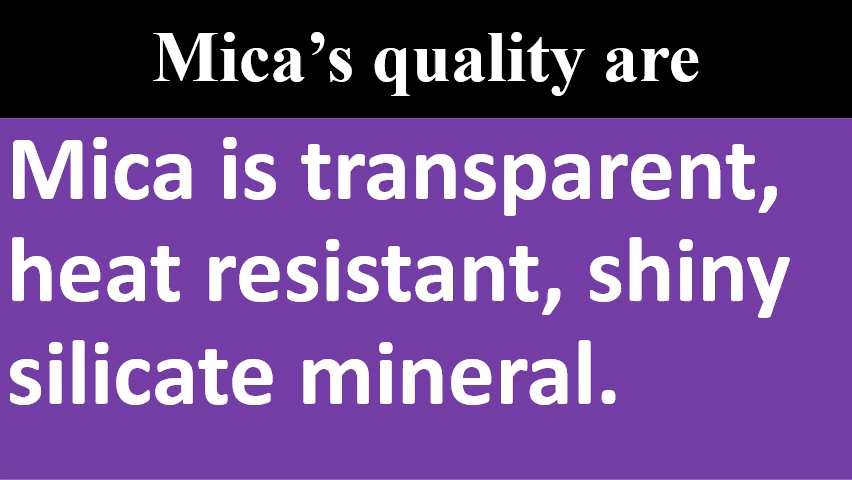 Mica’s quality are
Mica is transparent,
heat resistant, shiny
silicate mineral.